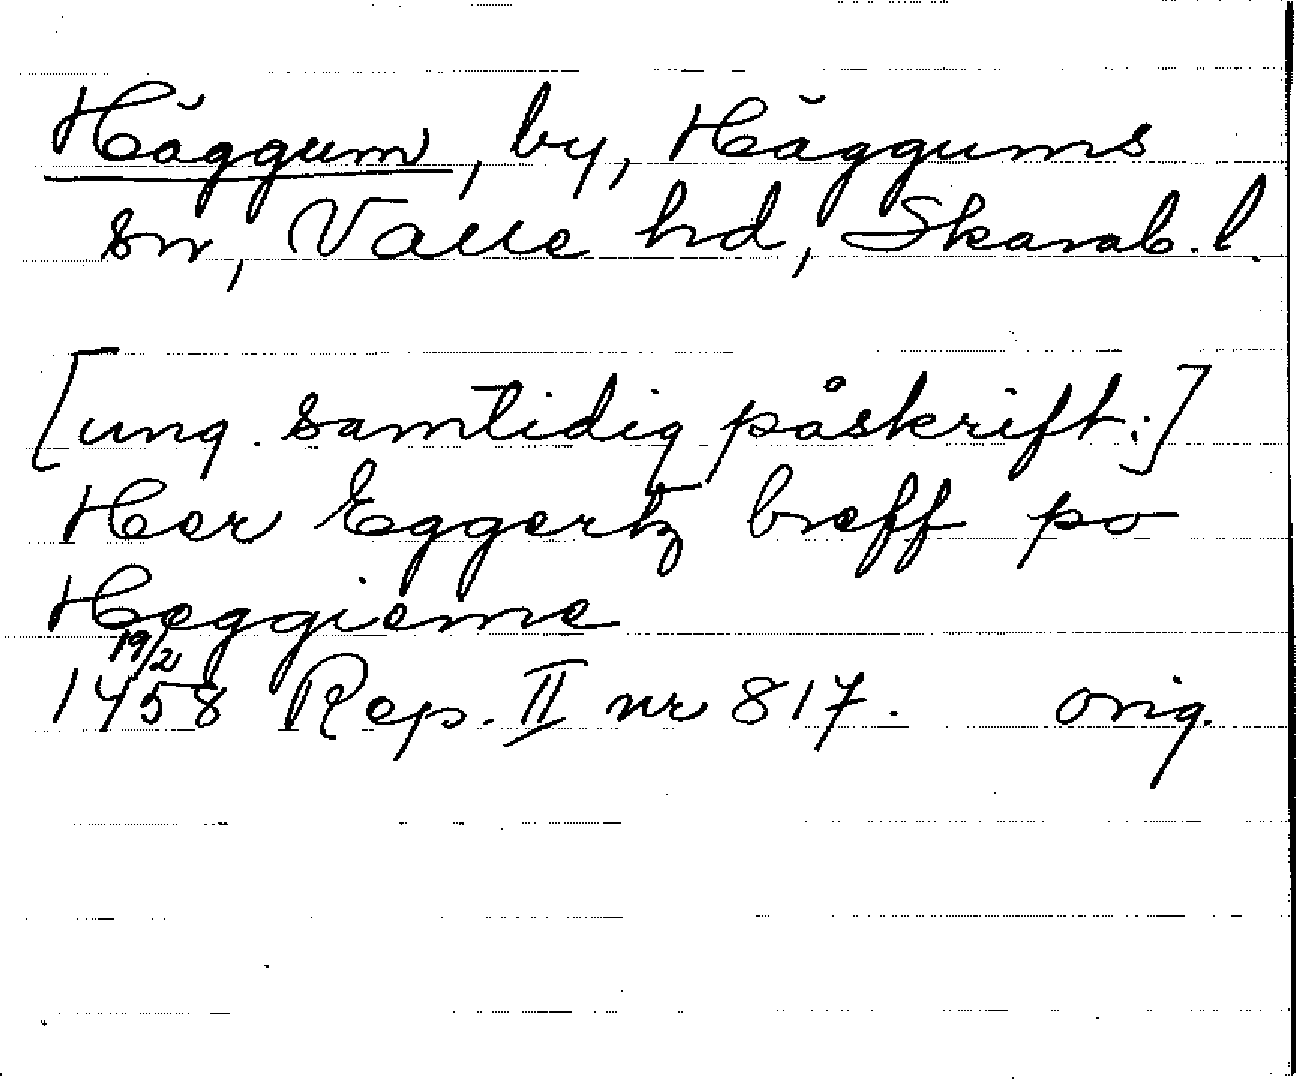 Häggum, by, Häggums
sn, Valle hd, Skarab. l.
[ung. samtidig påskrift:]
Her Eggertz breff po
Heggieme
19/2
1458 Rep. II nr 817. orig.